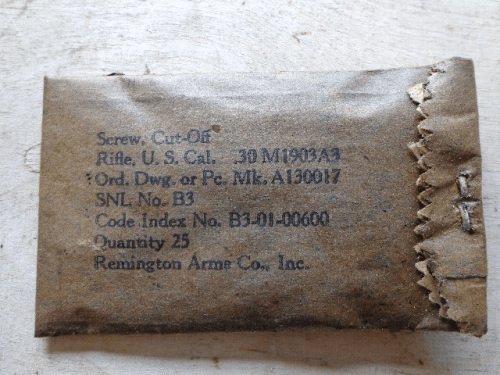 Screw, Cut-Off
Rifle, U. S. Cal. .30 M1903A3
Ord. Dwg. or Pc. Mk. A130017
SNL No. B3
Code Index No. B3-01-00600
Quantity 25
Remington Arms Co., Inc.